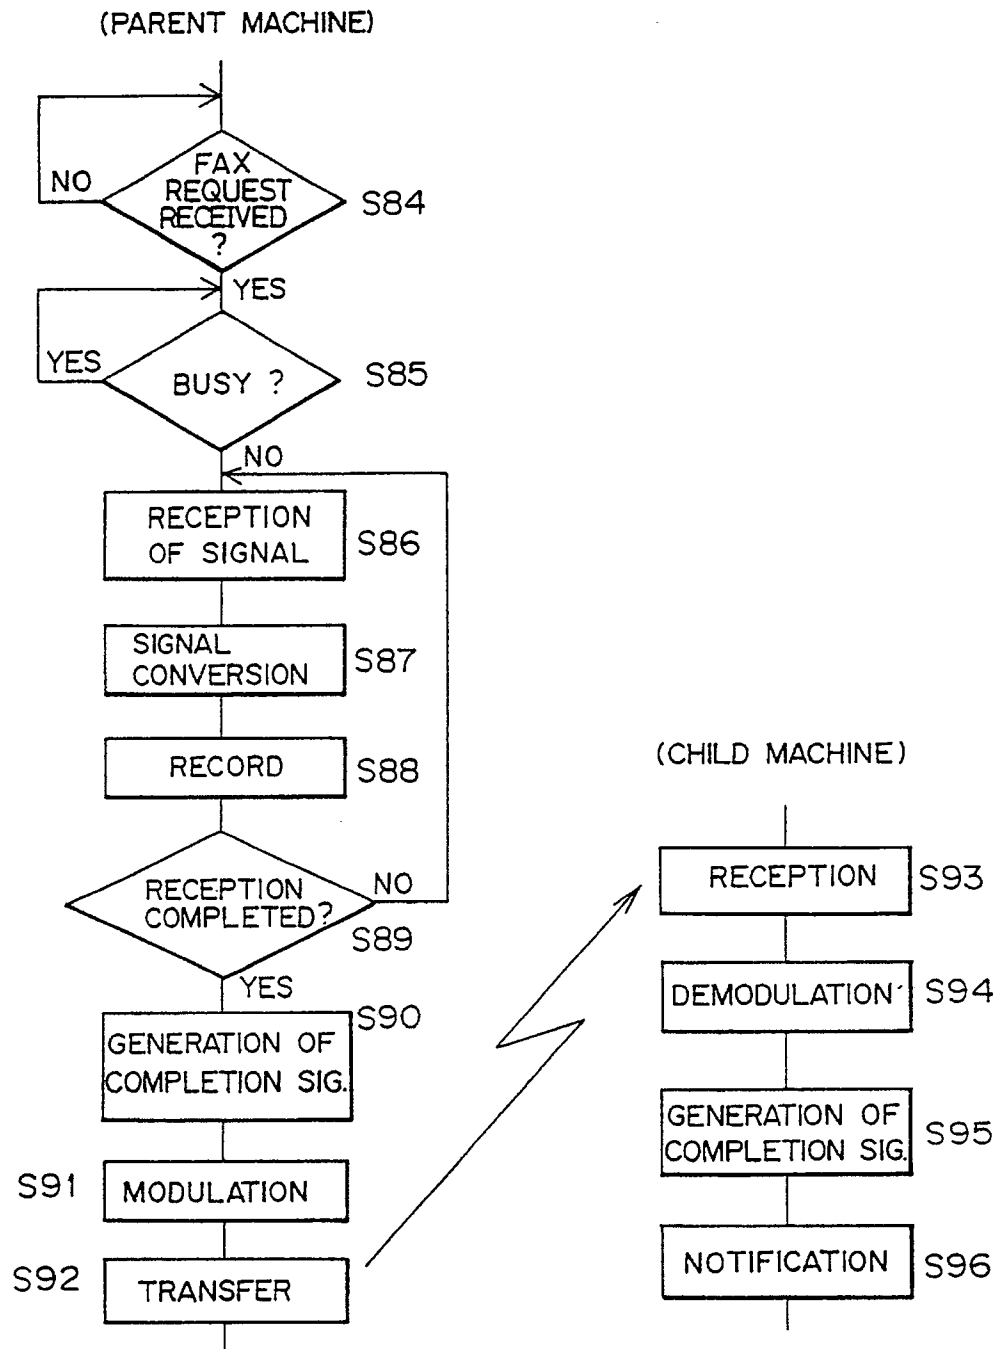 (PARENT MACHINE)
FAX
REQUEST
RECEIVED
?
NO
S84
YES
YES
BUSY ?
S85
NO
RECEPTION
OF SIGNAL
S86
SIGNAL
CONVERSION
S87
RECORD
S88
RECEPTION
COMPLETED?
NO
S89
YES
GENERATION OF
COMPLETION SIG.
S90
S91
MODULATION
S92
TRANSFER
(CHILD MACHINE)
RECEPTION
S93
DEMODULATION
S94
GENERATION OF
COMPLETION SIG.
S95
NOTIFICATION
S96